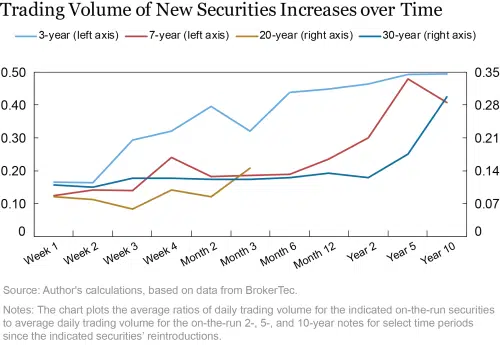 Trading Volume of New Securities Increases over Time
3-year (left axis) 7-year (left axis) 20-year (right axis) 30-year (right axis)
0.50 0.35
0.40 0.28
0.30 0.21
0.20 0.14
0.10 0.07
0 0
Week 1 Week 2 Week 3 Week 4 Month 2 Month 3 Month 6 Month 12 Year 2 Year 5 Year 10
Source: Author's calculations, based on data from BrokerTec.
Notes: The chart plots the average ratios of daily trading volume for the indicated on-the-run securities
to average daily trading volume for the on-the-run 2-, 5-, and 10-year notes for select time periods
since the indicated securities' reintroductions.